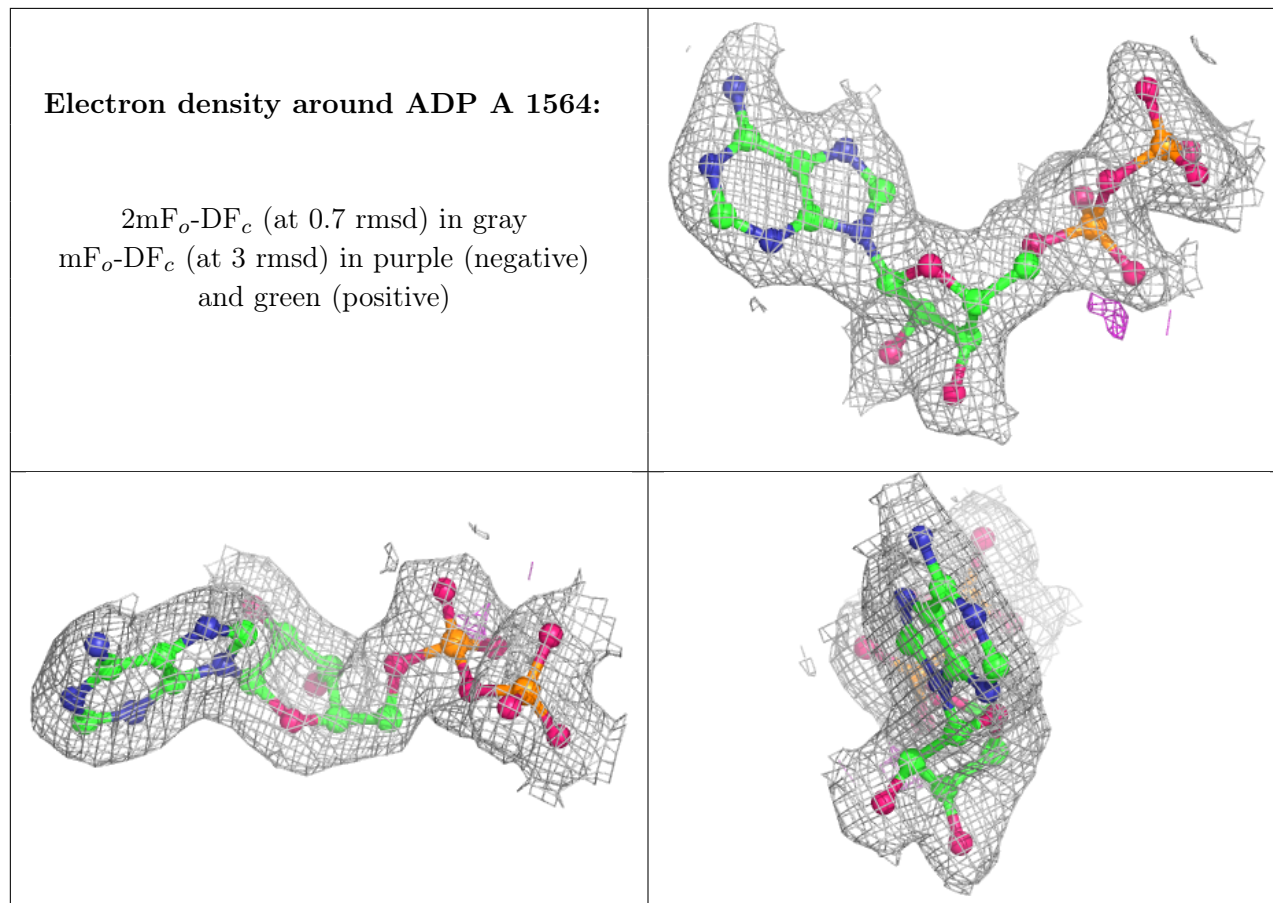 Electron density around ADP A 1564:
2mFo-DFc (at 0.7 rmsd) in gray
mFo-DFc (at 3 rmsd) in purple (negative)
and green (positive)